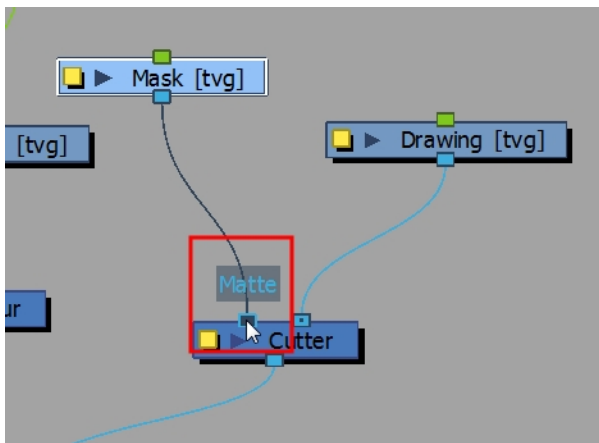 Mask [tvg]
Drawing [tvg]
[tvg]
Matte
ur
Cutter